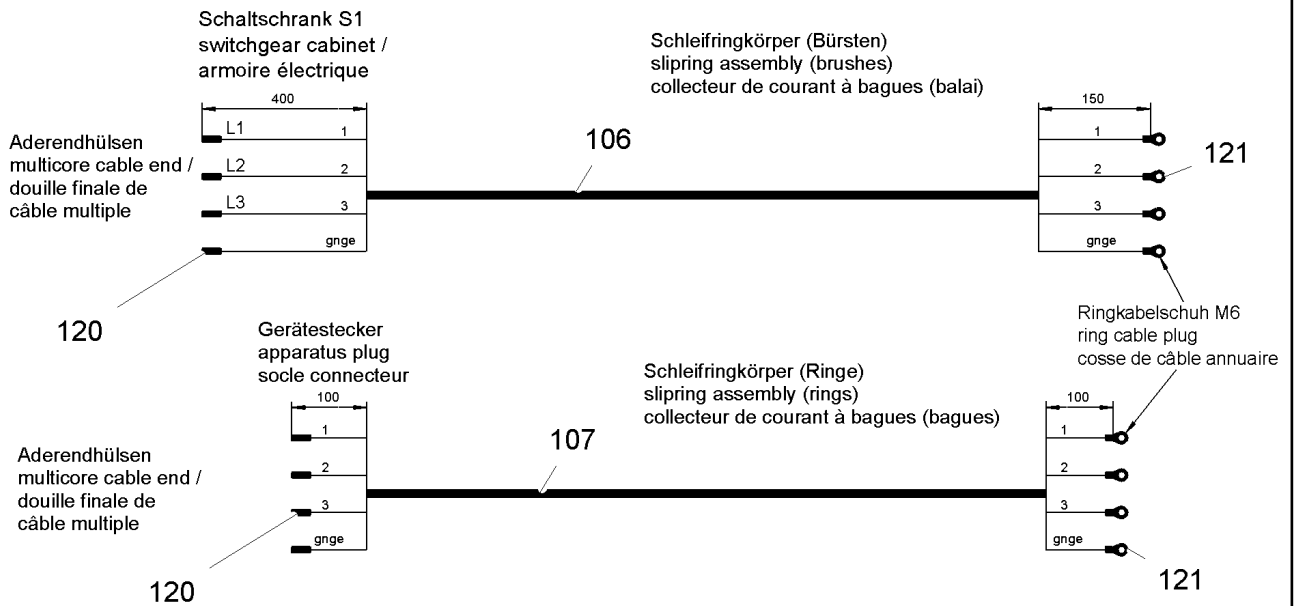 Schaltschrank S1
switchgear cabinet /
armoire électrique
Schleifringkörper (Bürsten)
slipring assembly (brushes)
collecteur de courant à bagues (balai)
400
150
Aderendhülsen
multicore cable end /
douille finale de
câble multiple
L1
1
L2
2
L3
3
gnge
106
1
2
3
gnge
121
120
Ringkabelschuh M6
ring cable plug
cosse de câble annuaire
Gerätestecker
apparatus plug
socle connecteur
Schleifringkörper (Ringe)
slipring assembly (rings)
collecteur de courant à bagues (bagues)
100
100
Aderendhülsen
multicore cable end /
douille finale de
câble multiple
1
2
3
gnge
107
1
2
3
gnge
120
121